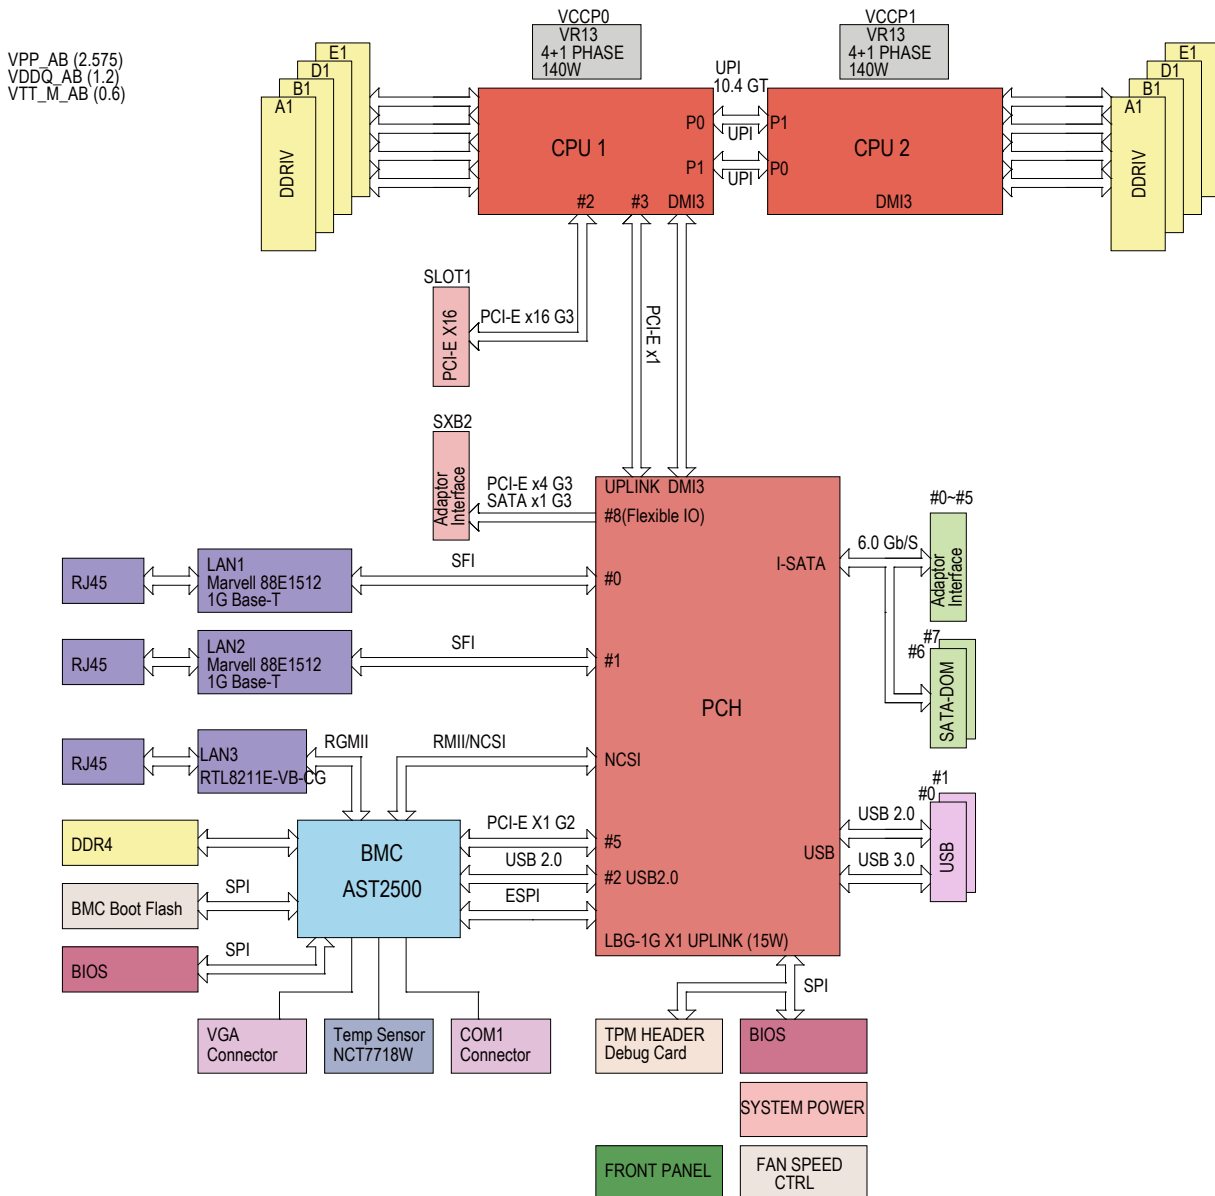 VCCP0
VR13
4+1 PHASE
140W
VCCP1
VR13
4+1 PHASE
140W
VPP_AB (2.575)
VDDQ_AB (1.2)
VTT_M_AB (0.6)
E1
D1
B1
A1
DDRIV
UPI
10.4 GT
CPU 1
P0
P1
#2
#3
DMI3
UPI
UPI
P1
P0
CPU 2
DMI3
E1
D1
B1
A1
DDRIV
SLOT1
PCI-E X16
PCI-E x16 G3
PCI-E x1
SXB2
Adaptor
Interface
PCI-E x4 G3
SATA x1 G3
UPLINK DMI3
#8(Flexible IO)
#0~#5
6.0 Gb/S
I-SATA
Adaptor
Interface
RJ45
LAN1
Marvell 88E1512
1G Base-T
SFI
#0
RJ45
LAN2
Marvell 88E1512
1G Base-T
SFI
#1
#7
#6
SATA-DOM
PCH
RJ45
LAN3
RTL8211E-VB-CG
RGMII
RMII/NCSI
NCSI
#1
#0
USB 2.0
USB
USB 3.0
USB
DDR4
BMC
AST2500
PCI-E X1 G2
#5
USB 2.0
#2 USB2.0
ESPI
BMC Boot Flash
SPI
BIOS
SPI
LBG-1G X1 UPLINK (15W)
SPI
VGA
Connector
Temp Sensor
NCT7718W
COM1
Connector
TPM HEADER
Debug Card
BIOS
SYSTEM POWER
FRONT PANEL
FAN SPEED
CTRL